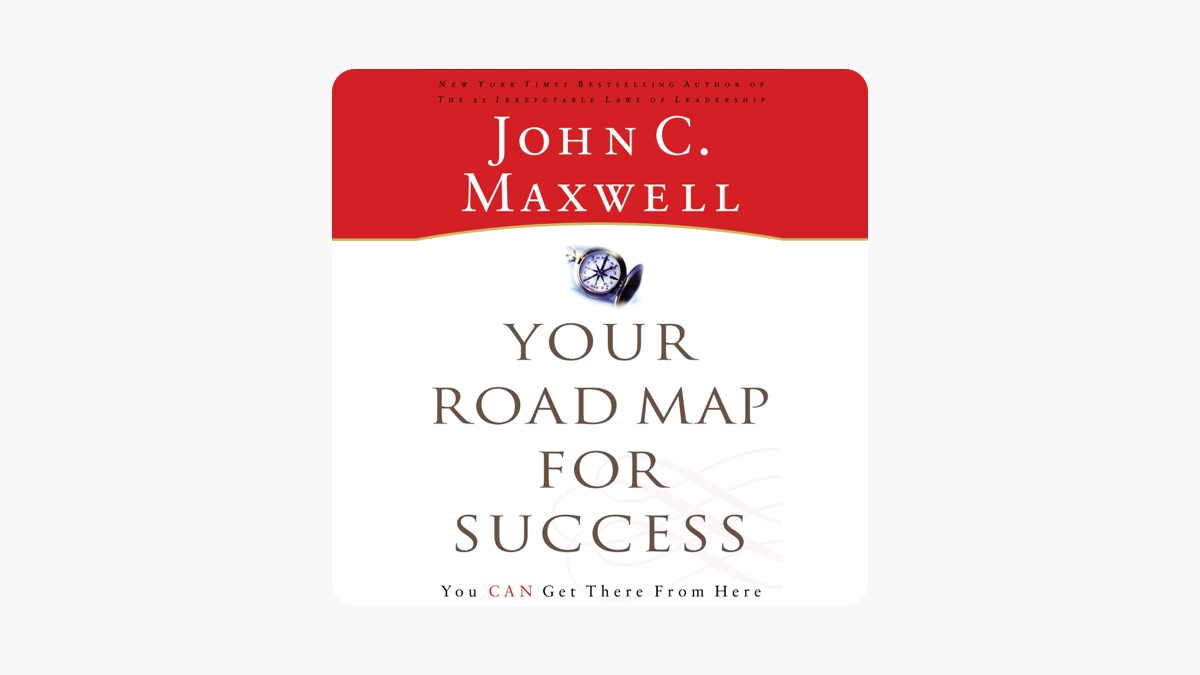 New York Times Bestselling Author of
The 21 Irrefutable Laws of Leadership
John C.
Maxwell
YOUR
ROAD MAP
FOR
SUCCESS
You CAN Get There From Here